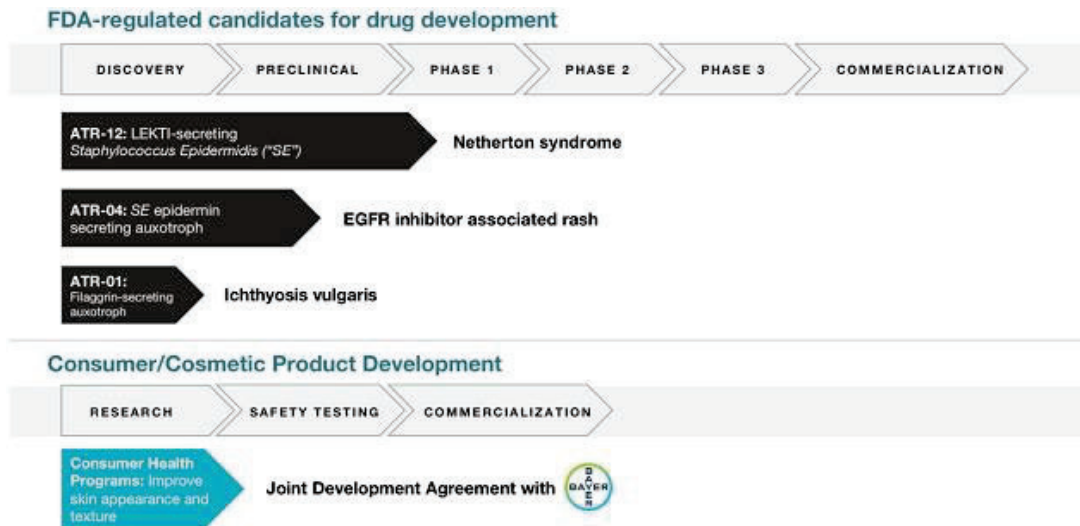 FDA-regulated candidates for drug development
DISCOVERY PRECLINICAL PHASE 1 PHASE 2 PHASE 3 COMMERCIALIZATION
ATR-12: LEKTI-secreting
Staphylococcus Epidermidis ("SE")
Netherton syndrome
ATR-04: SE epidermin
secreting auxotroph
EGFR inhibitor associated rash
ATR-01:
Filaggrin-secreting
auxotroph
Ichthyosis vulgaris
Consumer/Cosmetic Product Development
RESEARCH SAFETY TESTING COMMERCIALIZATION
Consumer Health
Programs: Improve
skin appearance and
texture
Joint Development Agreement with
BAYER
BAYER